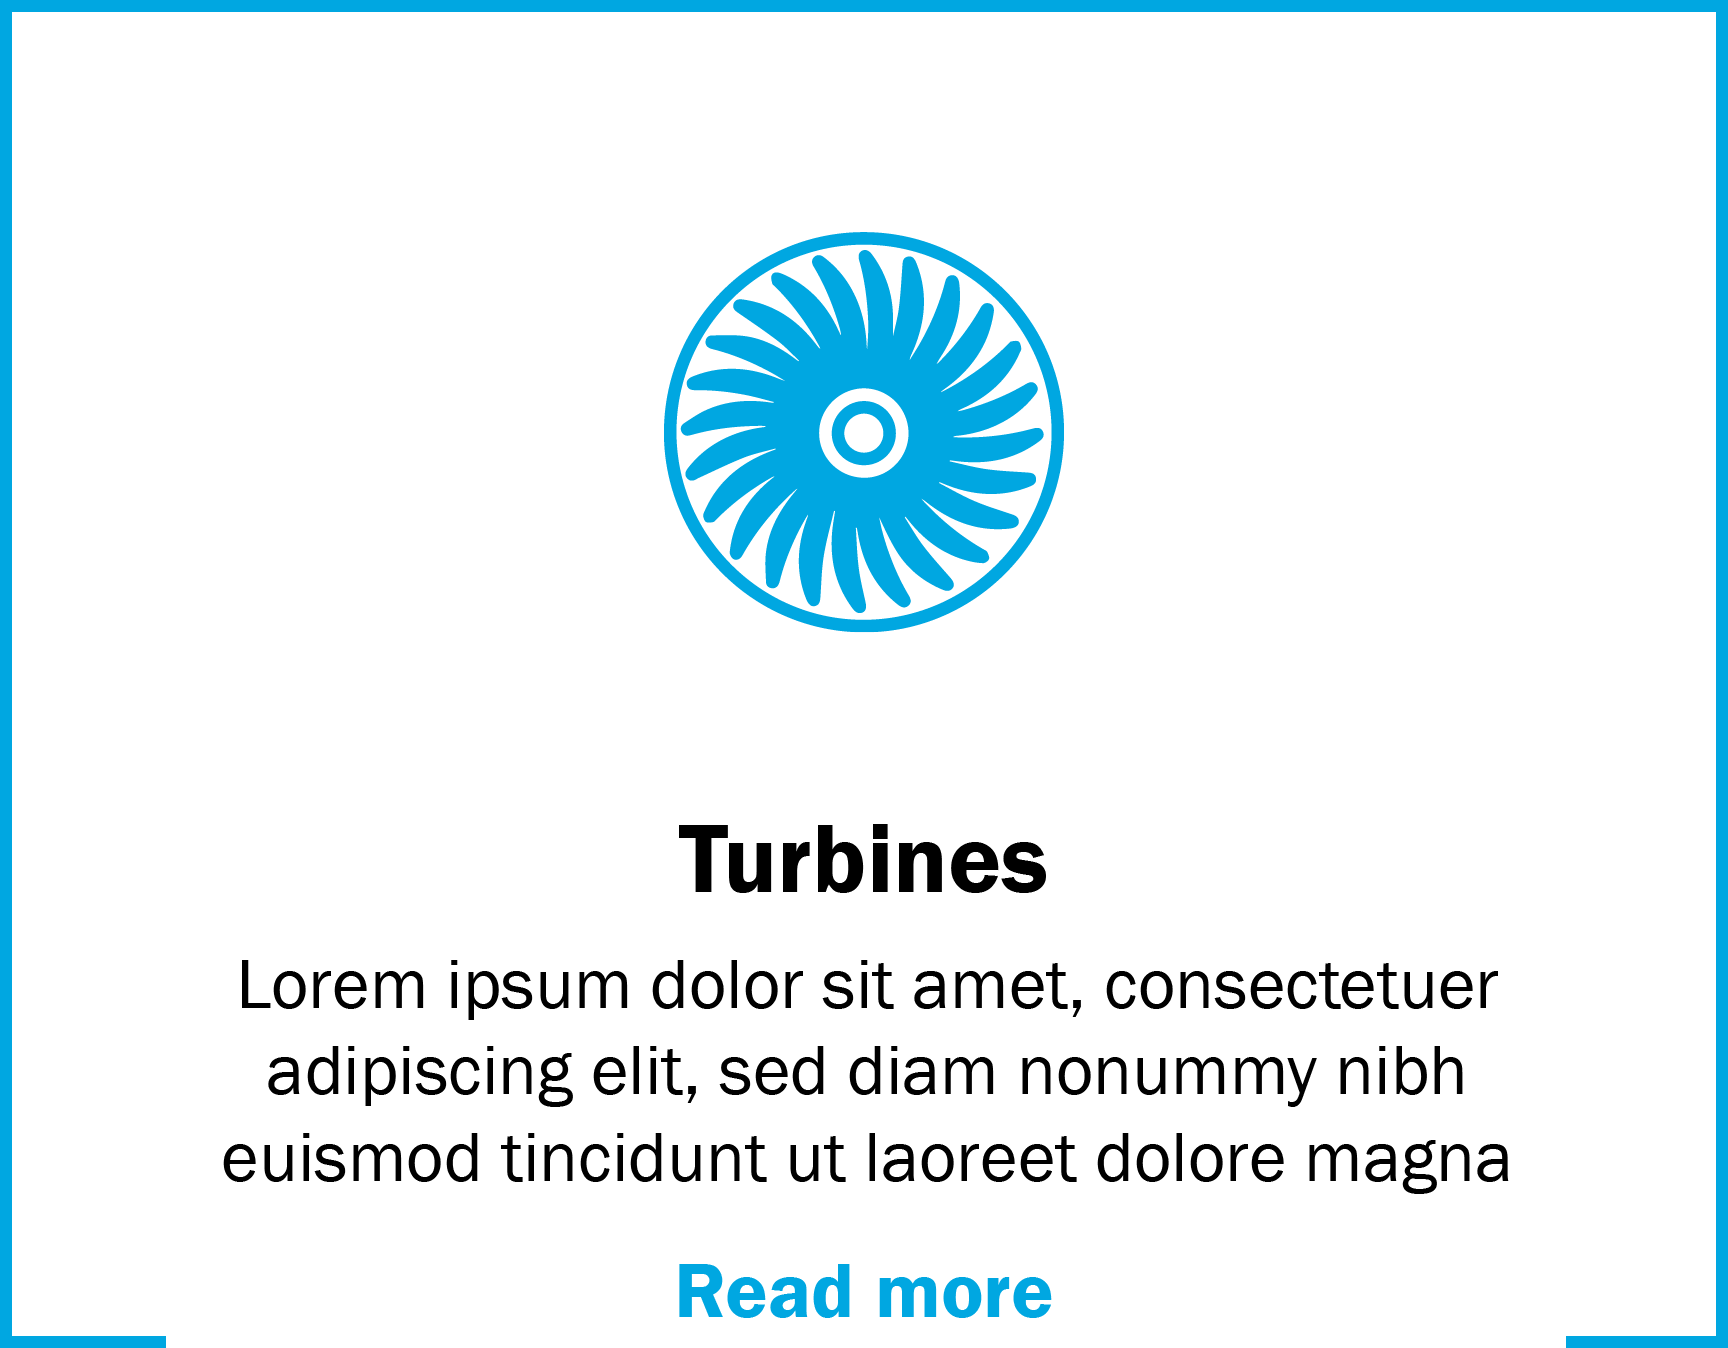 Turbines
Lorem ipsum dolor sit amet, consectetuer
adipiscing elit, sed diam nonummy nibh
euismod tincidunt ut laoreet dolore magna
Read more